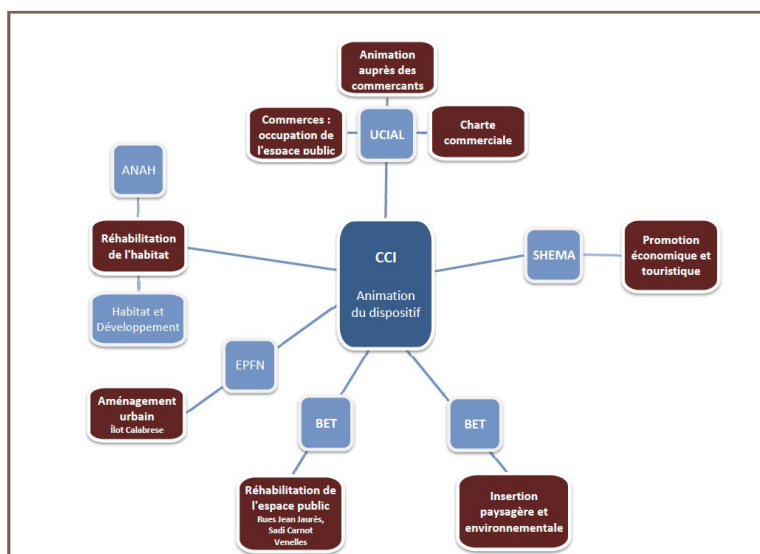 Animation
auprès des
commercants
Commerces :
occupation de
l'espace public
UCIAL
Charte
commerciale
ANAH
Réhabilitation
de l'habitat
Habitat et
Développement
CCI
Animation
du dispositif
SHEMA
Promotion
économique et
touristique
EPFN
Aménagement
urbain
Îlot Calabrese
BET
BET
Réhabilitation de
l'espace public
Rues Jean Jaurès,
Sadi Carnot
Venelles
Insertion
paysagère et
environnementale